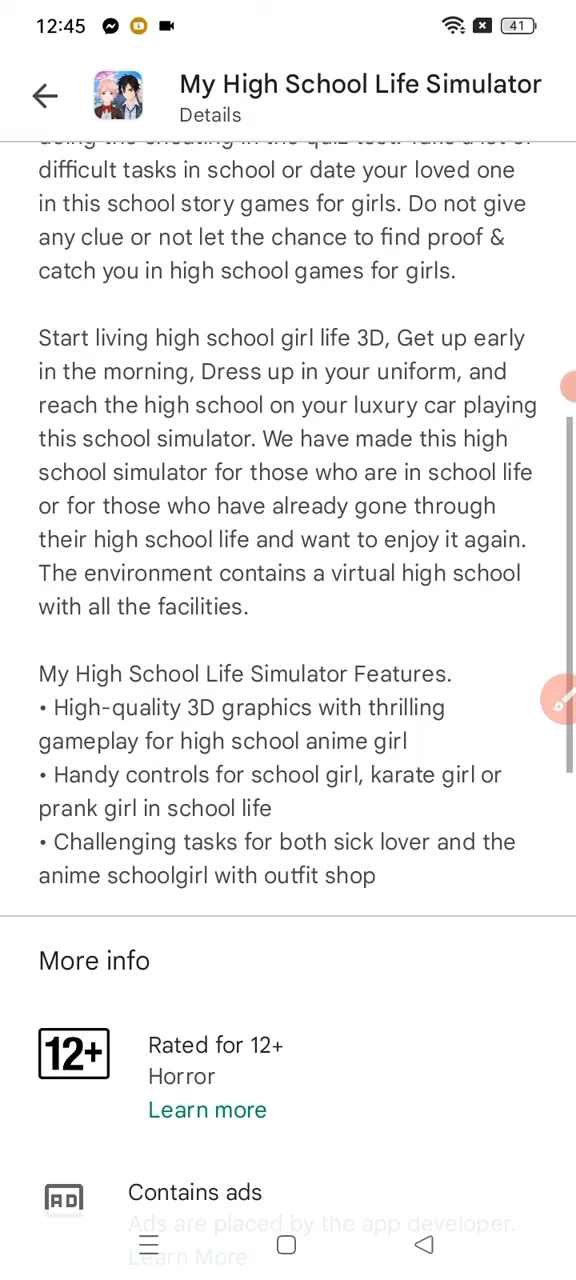 12:45
41
My High School Life Simulator
Details
difficult tasks in school or date your loved one
in this school story games for girls. Do not give
any clue or not let the chance to find proof &
catch you in high school games for girls.
Start living high school girl life 3D, Get up early
in the morning, Dress up in your uniform, and
reach the high school on your luxury car playing
this school simulator. We have made this high
school simulator for those who are in school life
or for those who have already gone through
their high school life and want to enjoy it again.
The environment contains a virtual high school
with all the facilities.
My High School Life Simulator Features.
• High-quality 3D graphics with thrilling
gameplay for high school anime girl
• Handy controls for school girl, karate girl or
prank girl in school life
• Challenging tasks for both sick lover and the
anime schoolgirl with outfit shop
More info
12+
Rated for 12+
Horror
Learn more
AD
Contains ads
Ads are placed by the app developer.
Learn More